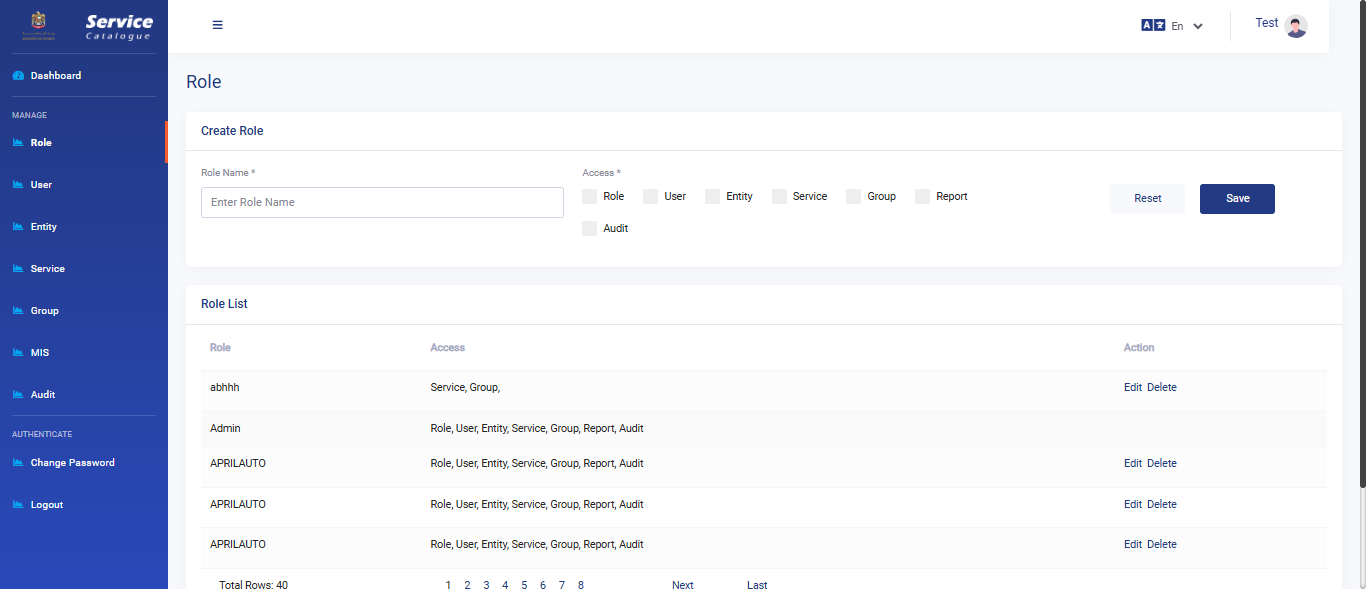 Service
Catalogue
En
Test
Dashboard
MANAGE
Role
User
Entity
Service
Group
MIS
Audit
AUTHENTICATE
Change Password
Logout
Role
Create Role
Role Name *
Enter Role Name
Access *
Role User Entity Service Group Report
Audit
Reset Save
Role List
Role Access Action
abhhh Service, Group, Edit Delete
Admin Role, User, Entity, Service, Group, Report, Audit
APRILAUTO Role, User, Entity, Service, Group, Report, Audit Edit Delete
APRILAUTO Role, User, Entity, Service, Group, Report, Audit Edit Delete
APRILAUTO Role, User, Entity, Service, Group, Report, Audit Edit Delete
Total Rows: 40 1 2 3 4 5 6 7 8 Next Last